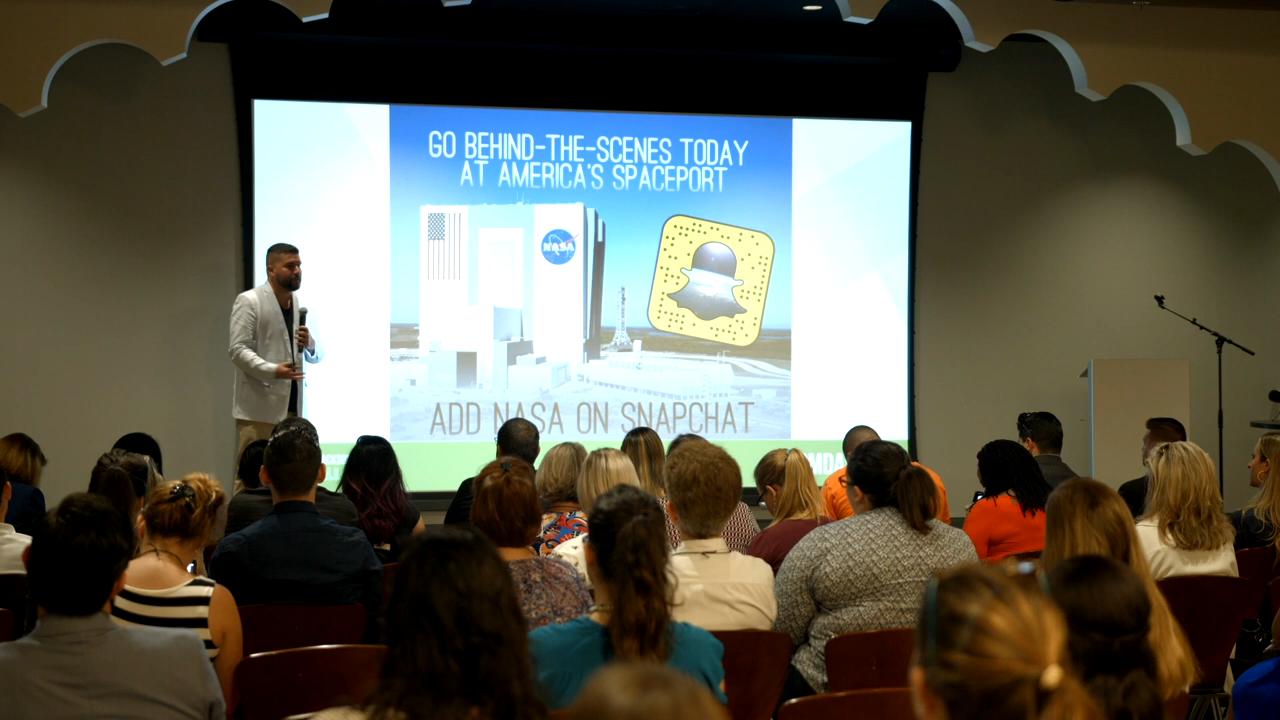 GO BEHIND-THE-SCENES TODAY
AT AMERICA'S SPACEPORT
NASA
ADD NASA ON SNAPCHAT